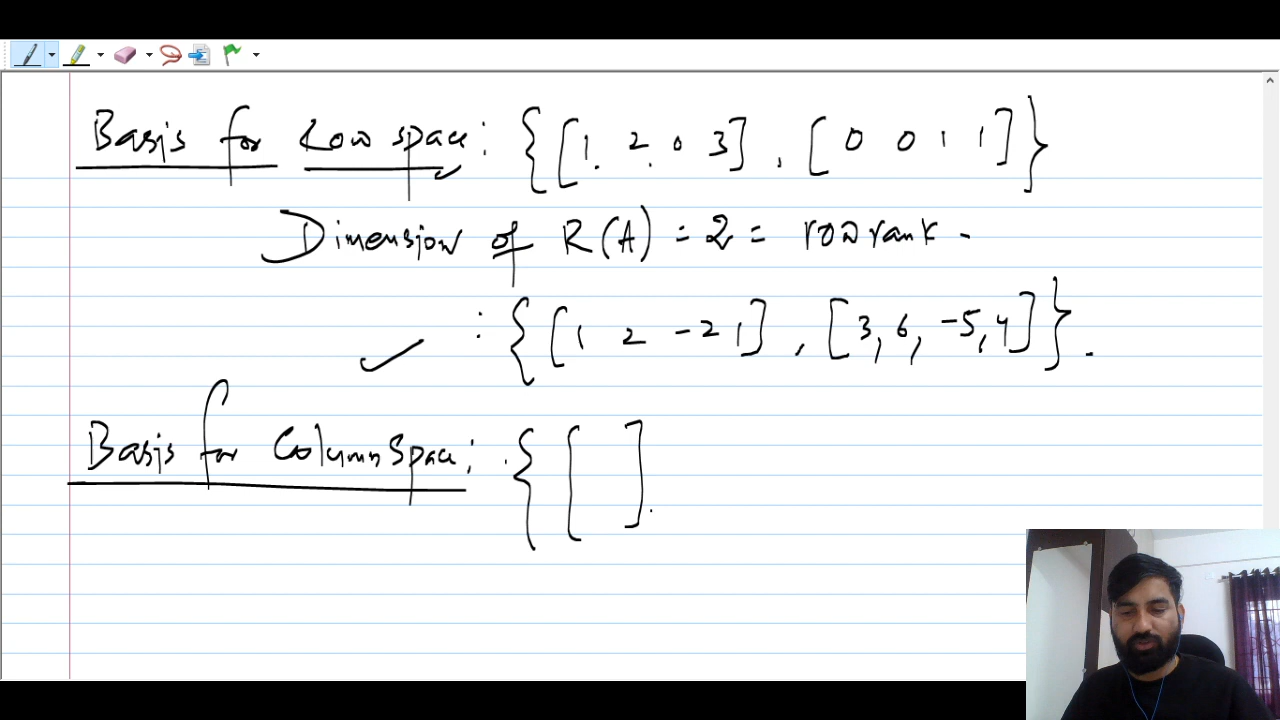 Basis for Row space : { [1 2 0 3] , [0 0 1 1] }
Dimension of R(A) = 2 = row rank .
: { [1 2 -2 1] , [3, 6, -5, 4] } .
Basis for Column Space : { [ ]